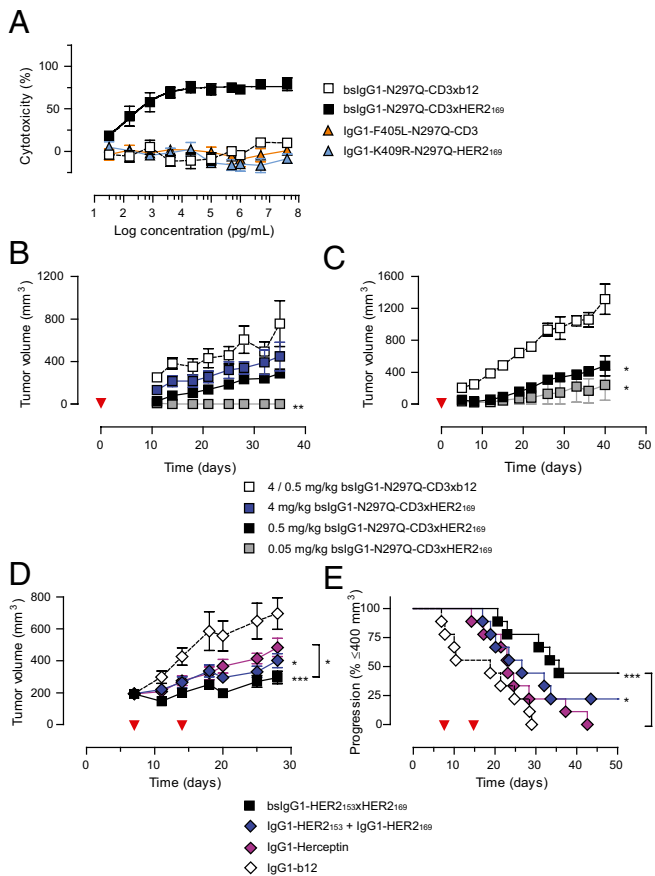 A
Cytotoxicity (%)
100
50
0
1 2 3 4 5 6 7 8
Log concentration (pg/mL)
bsIgG1-N297Q-CD3xb12
bsIgG1-N297Q-CD3xHER2169
IgG1-F405L-N297Q-CD3
IgG1-K409R-N297Q-HER2169
B
Tumor volume (mm3)
1200
800
400
0
**
0 10 20 30 40
Time (days)
C
Tumor volume (mm3)
1600
1200
800
400
0
*
*
0 10 20 30 40 50
Time (days)
4 / 0.5 mg/kg bsIgG1-N297Q-CD3xb12
4 mg/kg bsIgG1-N297Q-CD3xHER2169
0.5 mg/kg bsIgG1-N297Q-CD3xHER2169
0.05 mg/kg bsIgG1-N297Q-CD3xHER2169
D
Tumor volume (mm3)
800
600
400
200
0
*
*
***
0 10 20 30
Time (days)
E
Progression (% ≤400 mm3)
100
75
50
25
0
***
*
0 10 20 30 40 50
Time (days)
bsIgG1-HER2153xHER2169
IgG1-HER2153 + IgG1-HER2169
IgG1-Herceptin
IgG1-b12